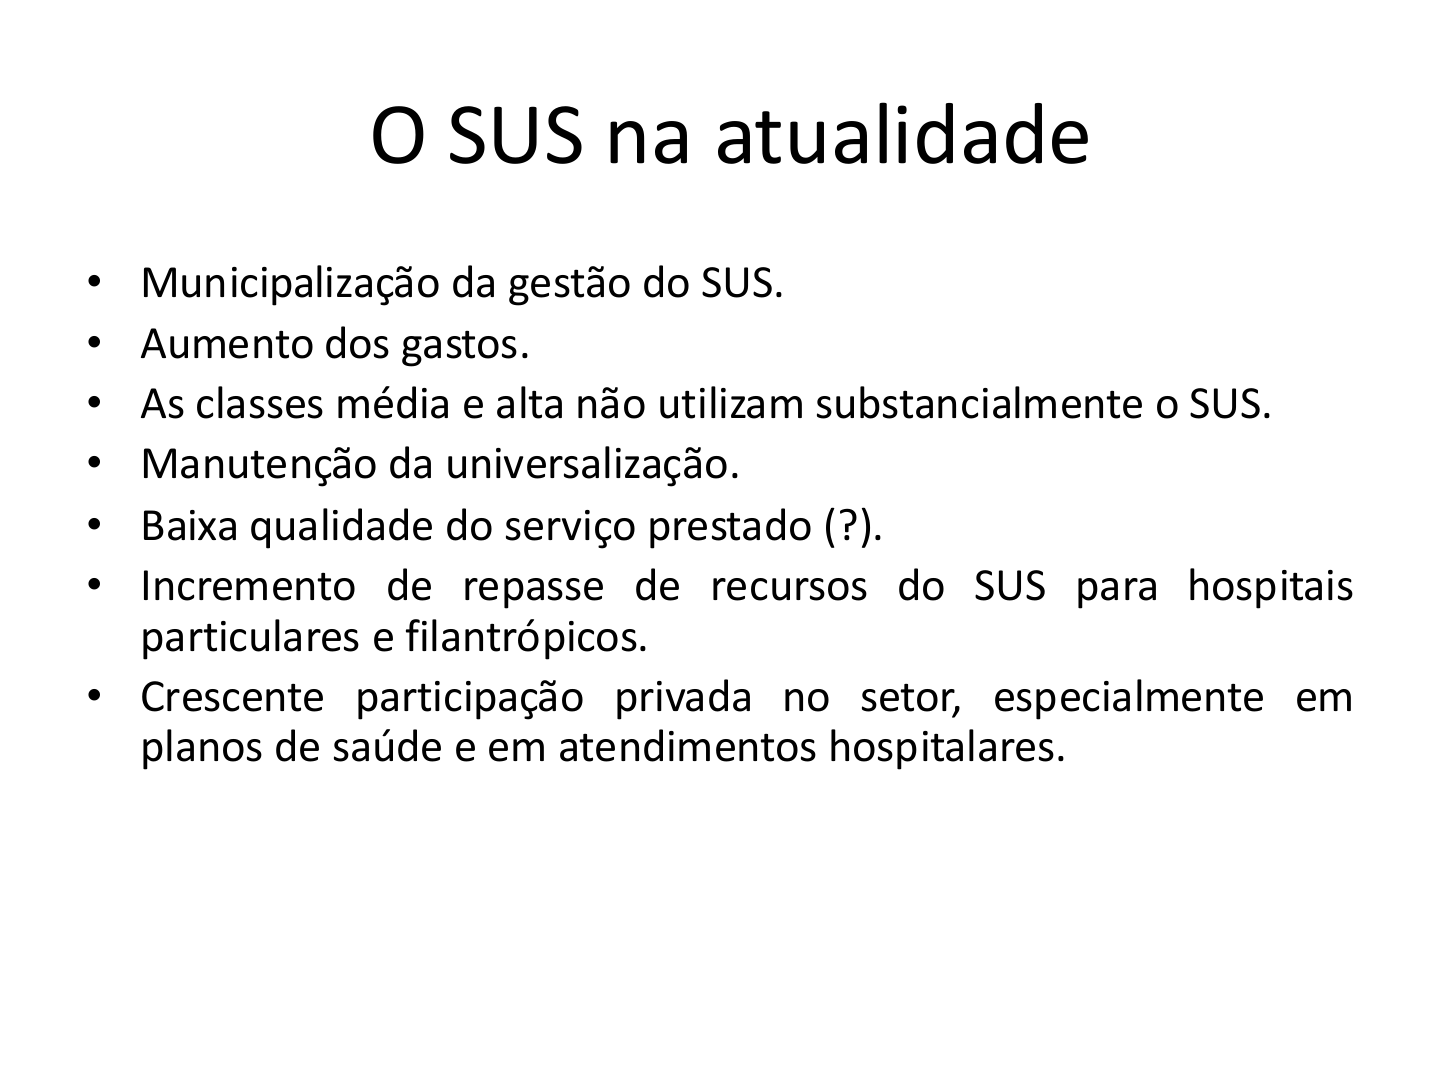 O SUS na atualidade
• Municipalização da gestão do SUS.
• Aumento dos gastos.
• As classes média e alta não utilizam substancialmente o SUS.
• Manutenção da universalização.
• Baixa qualidade do serviço prestado (?).
• Incremento de repasse de recursos do SUS para hospitais
particulares e filantrópicos.
• Crescente participação privada no setor, especialmente em
planos de saúde e em atendimentos hospitalares.